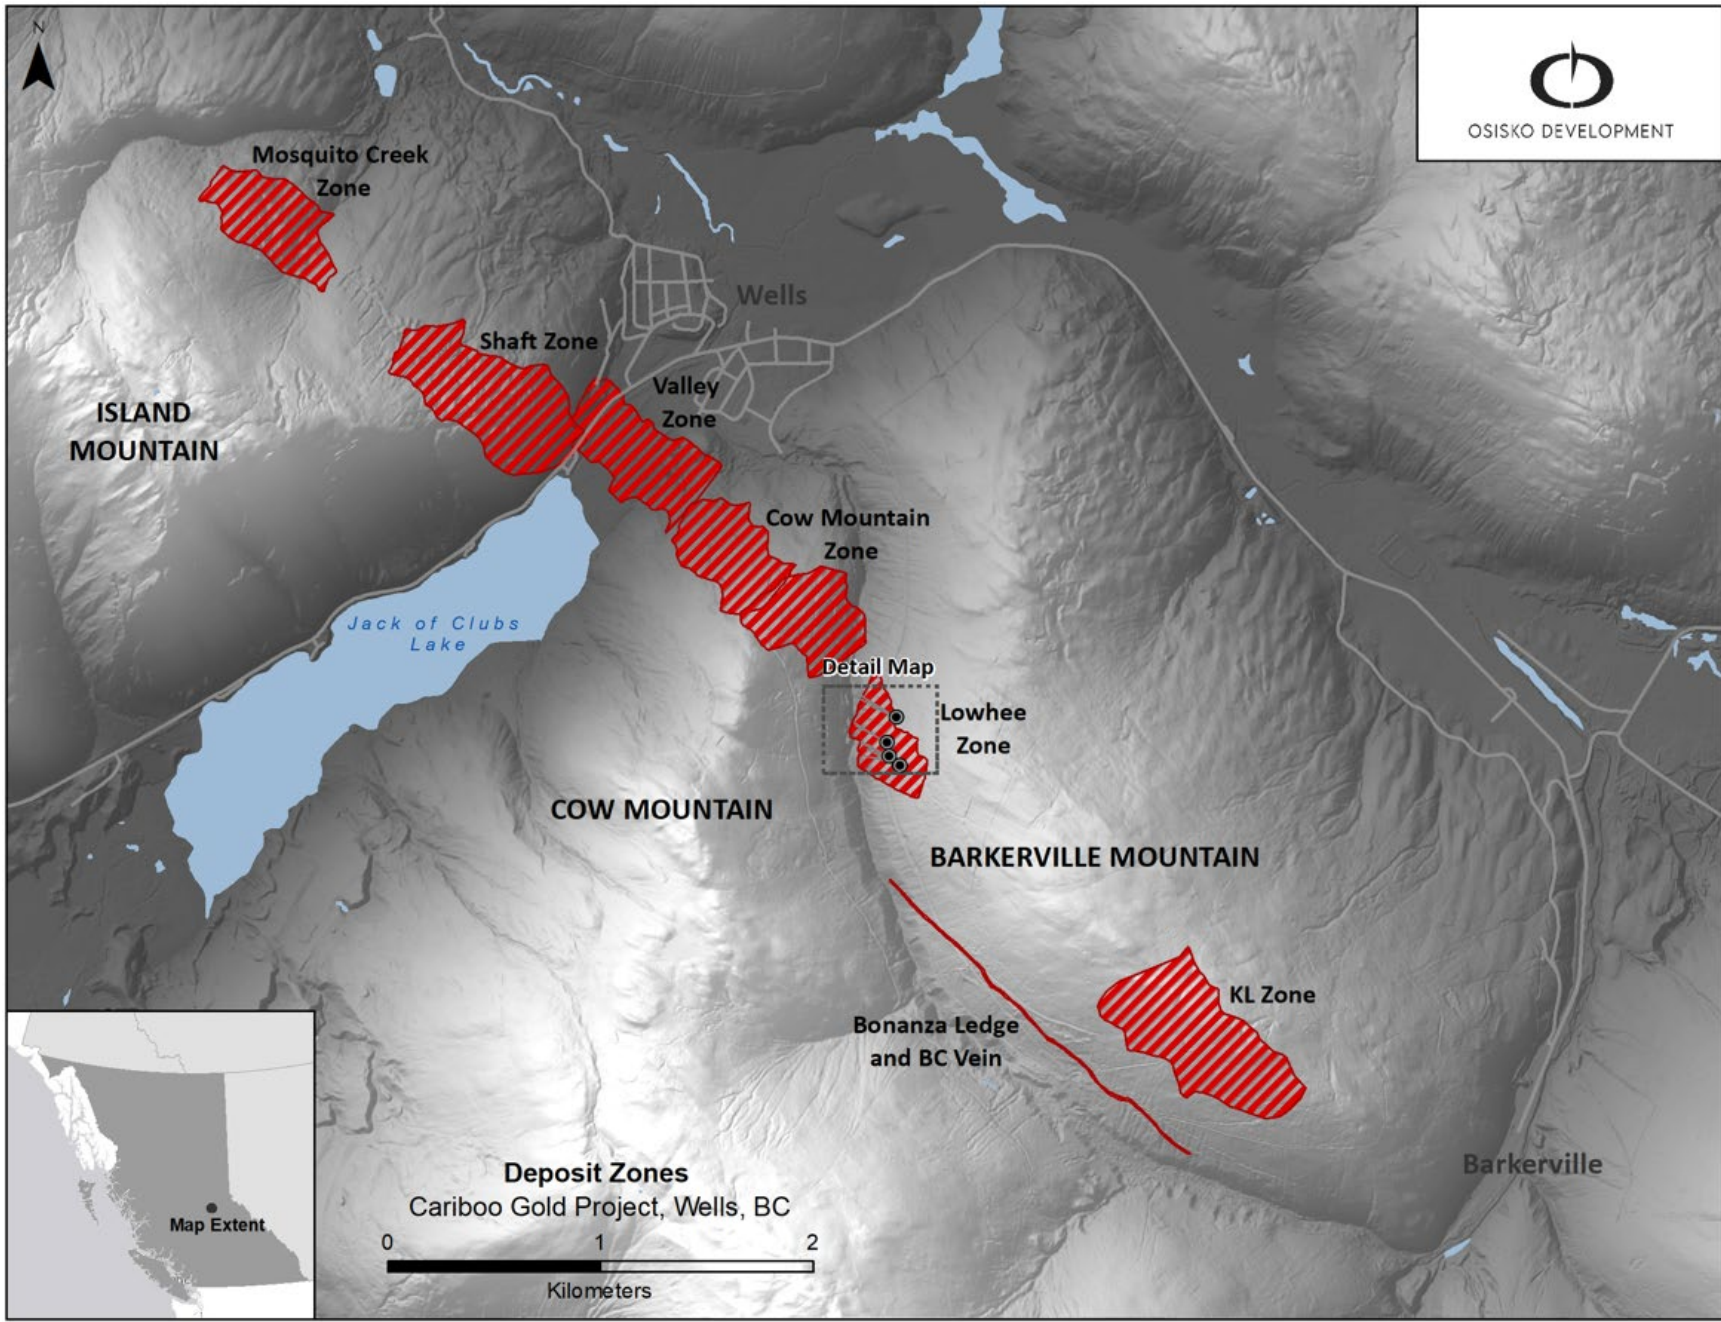 N
OSISKO DEVELOPMENT
Mosquito Creek
Zone
Wells
Shaft Zone
Valley
Zone
ISLAND
MOUNTAIN
Cow Mountain
Zone
Jack of Clubs
Lake
Detail Map
Lowhee
Zone
COW MOUNTAIN
BARKERVILLE MOUNTAIN
KL Zone
Bonanza Ledge
and BC Vein
Barkerville
Map Extent
Deposit Zones
Cariboo Gold Project, Wells, BC
0 1 2
Kilometers